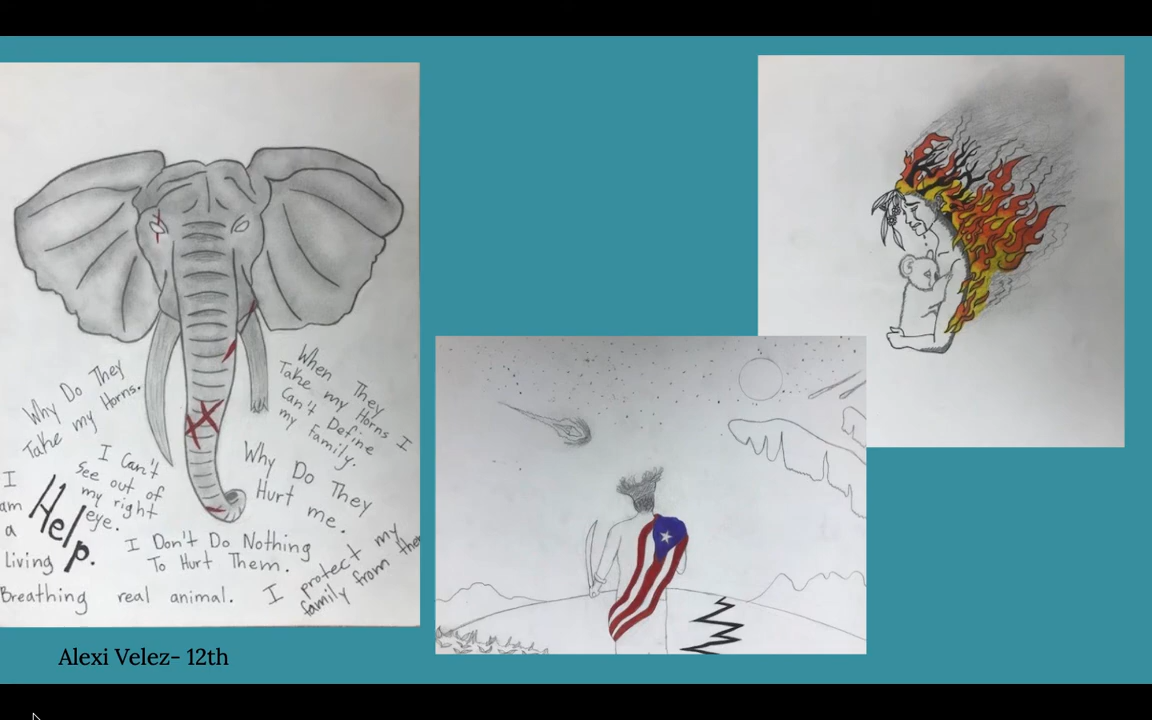 Why Do They
Take my Horns.
When They
Take my Horns I
Can't Define
my Family.
I Can't
See out of
my right
eye.
Why Do They
Hurt me.
Help.
I
am
a
Living
Breathing real animal.
I Don't Do Nothing
To Hurt Them.
I protect my
family from
Alexi Velez- 12th